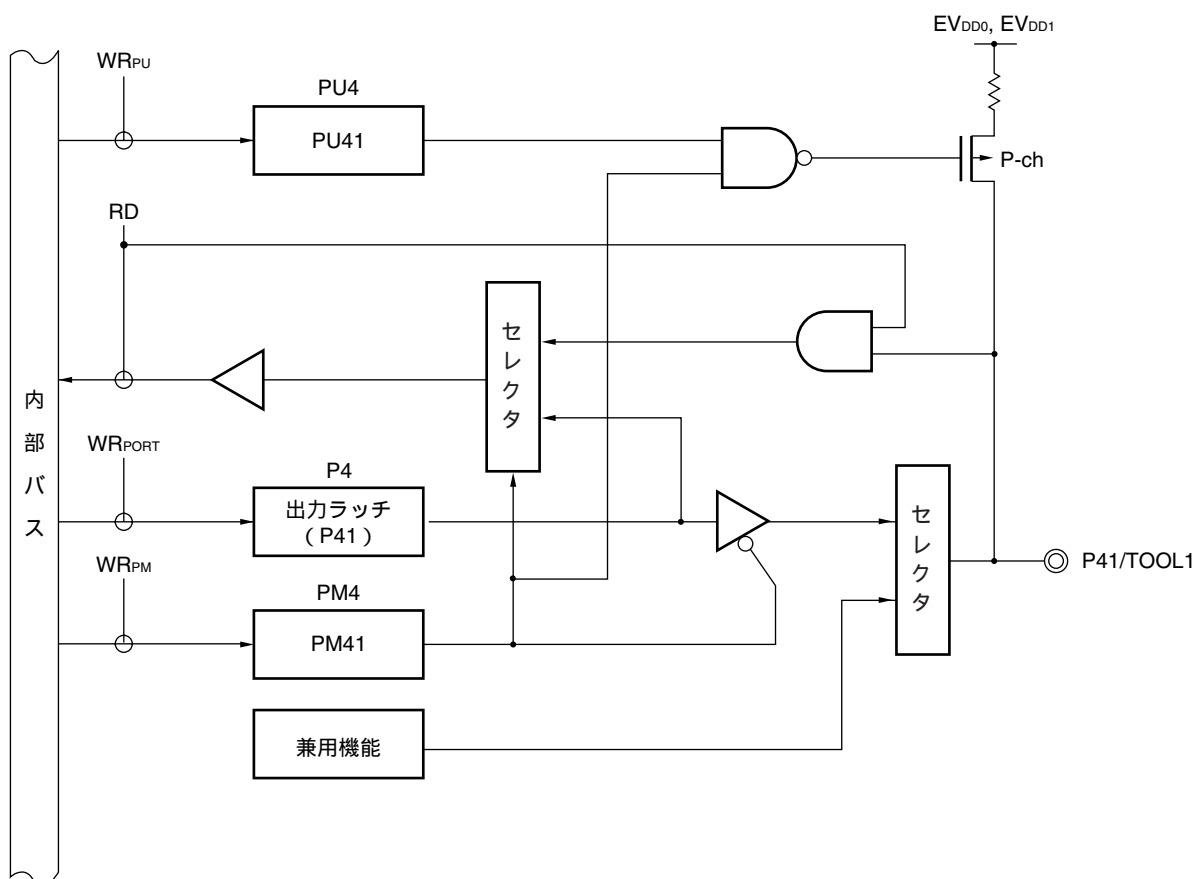 EVDD0, EVDD1
WRPU
PU4
PU41
P-ch
RD
セレクタ
内部バス
WRPORT
P4
出力ラッチ
（P41）
セレクタ
P41/TOOL1
WRPM
PM4
PM41
兼用機能